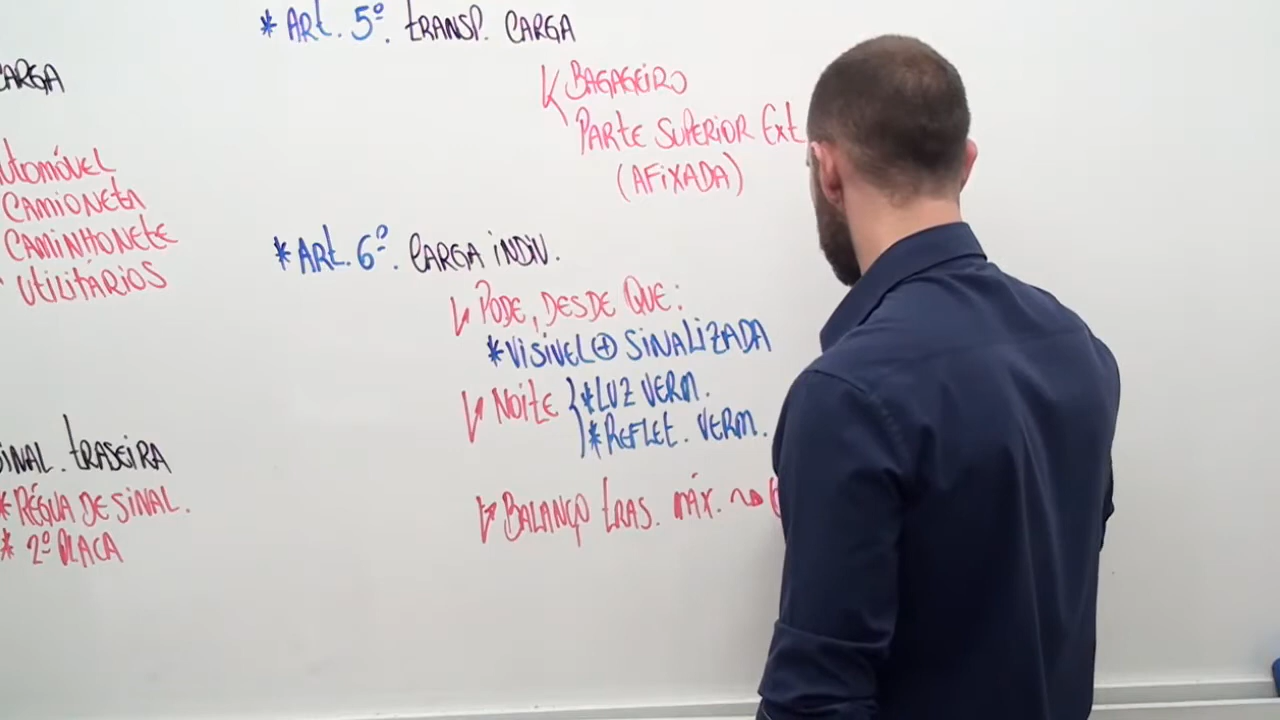 CARGA
AUTOMÓVEL
CAMIONETA
CAMINHONETE
UTILITÁRIOS
SINAL. TRASEIRA
* RÉGUA DE SINAL.
* 2º PLACA
* ART. 5º. TRANSP. CARGA
BAGAGEIRO
PARTE SUPERIOR Ext
(AFIXADA)
* ART. 6º. CARGA INDIV.
PODE, DESDE QUE:
* VISÍVEL ⊕ SINALIZADA
NOITE { * LUZ VERM.
* REFLET. VERM.
BALANÇO TRAS. MÁX.